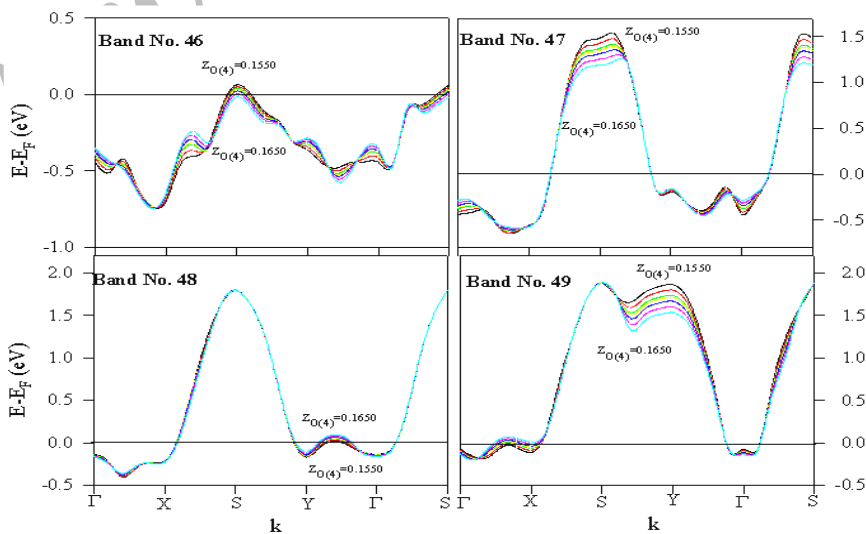 0.5
Band No. 46
Z_O(4)=0.1550
0.0
-0.5
-1.0
Z_O(4)=0.1650
E-E_F (eV)
Band No. 47
Z_O(4)=0.1550
Z_O(4)=0.1650
1.5
1.0
0.5
0.0
-0.5
Band No. 48
2.0
1.5
1.0
0.5
0.0
-0.5
E-E_F (eV)
Z_O(4)=0.1650
Z_O(4)=0.1550
Γ X S Y Γ S
k
Band No. 49
Z_O(4)=0.1550
Z_O(4)=0.1650
2.0
1.5
1.0
0.5
0.0
-0.5
Γ X S Y Γ S
k